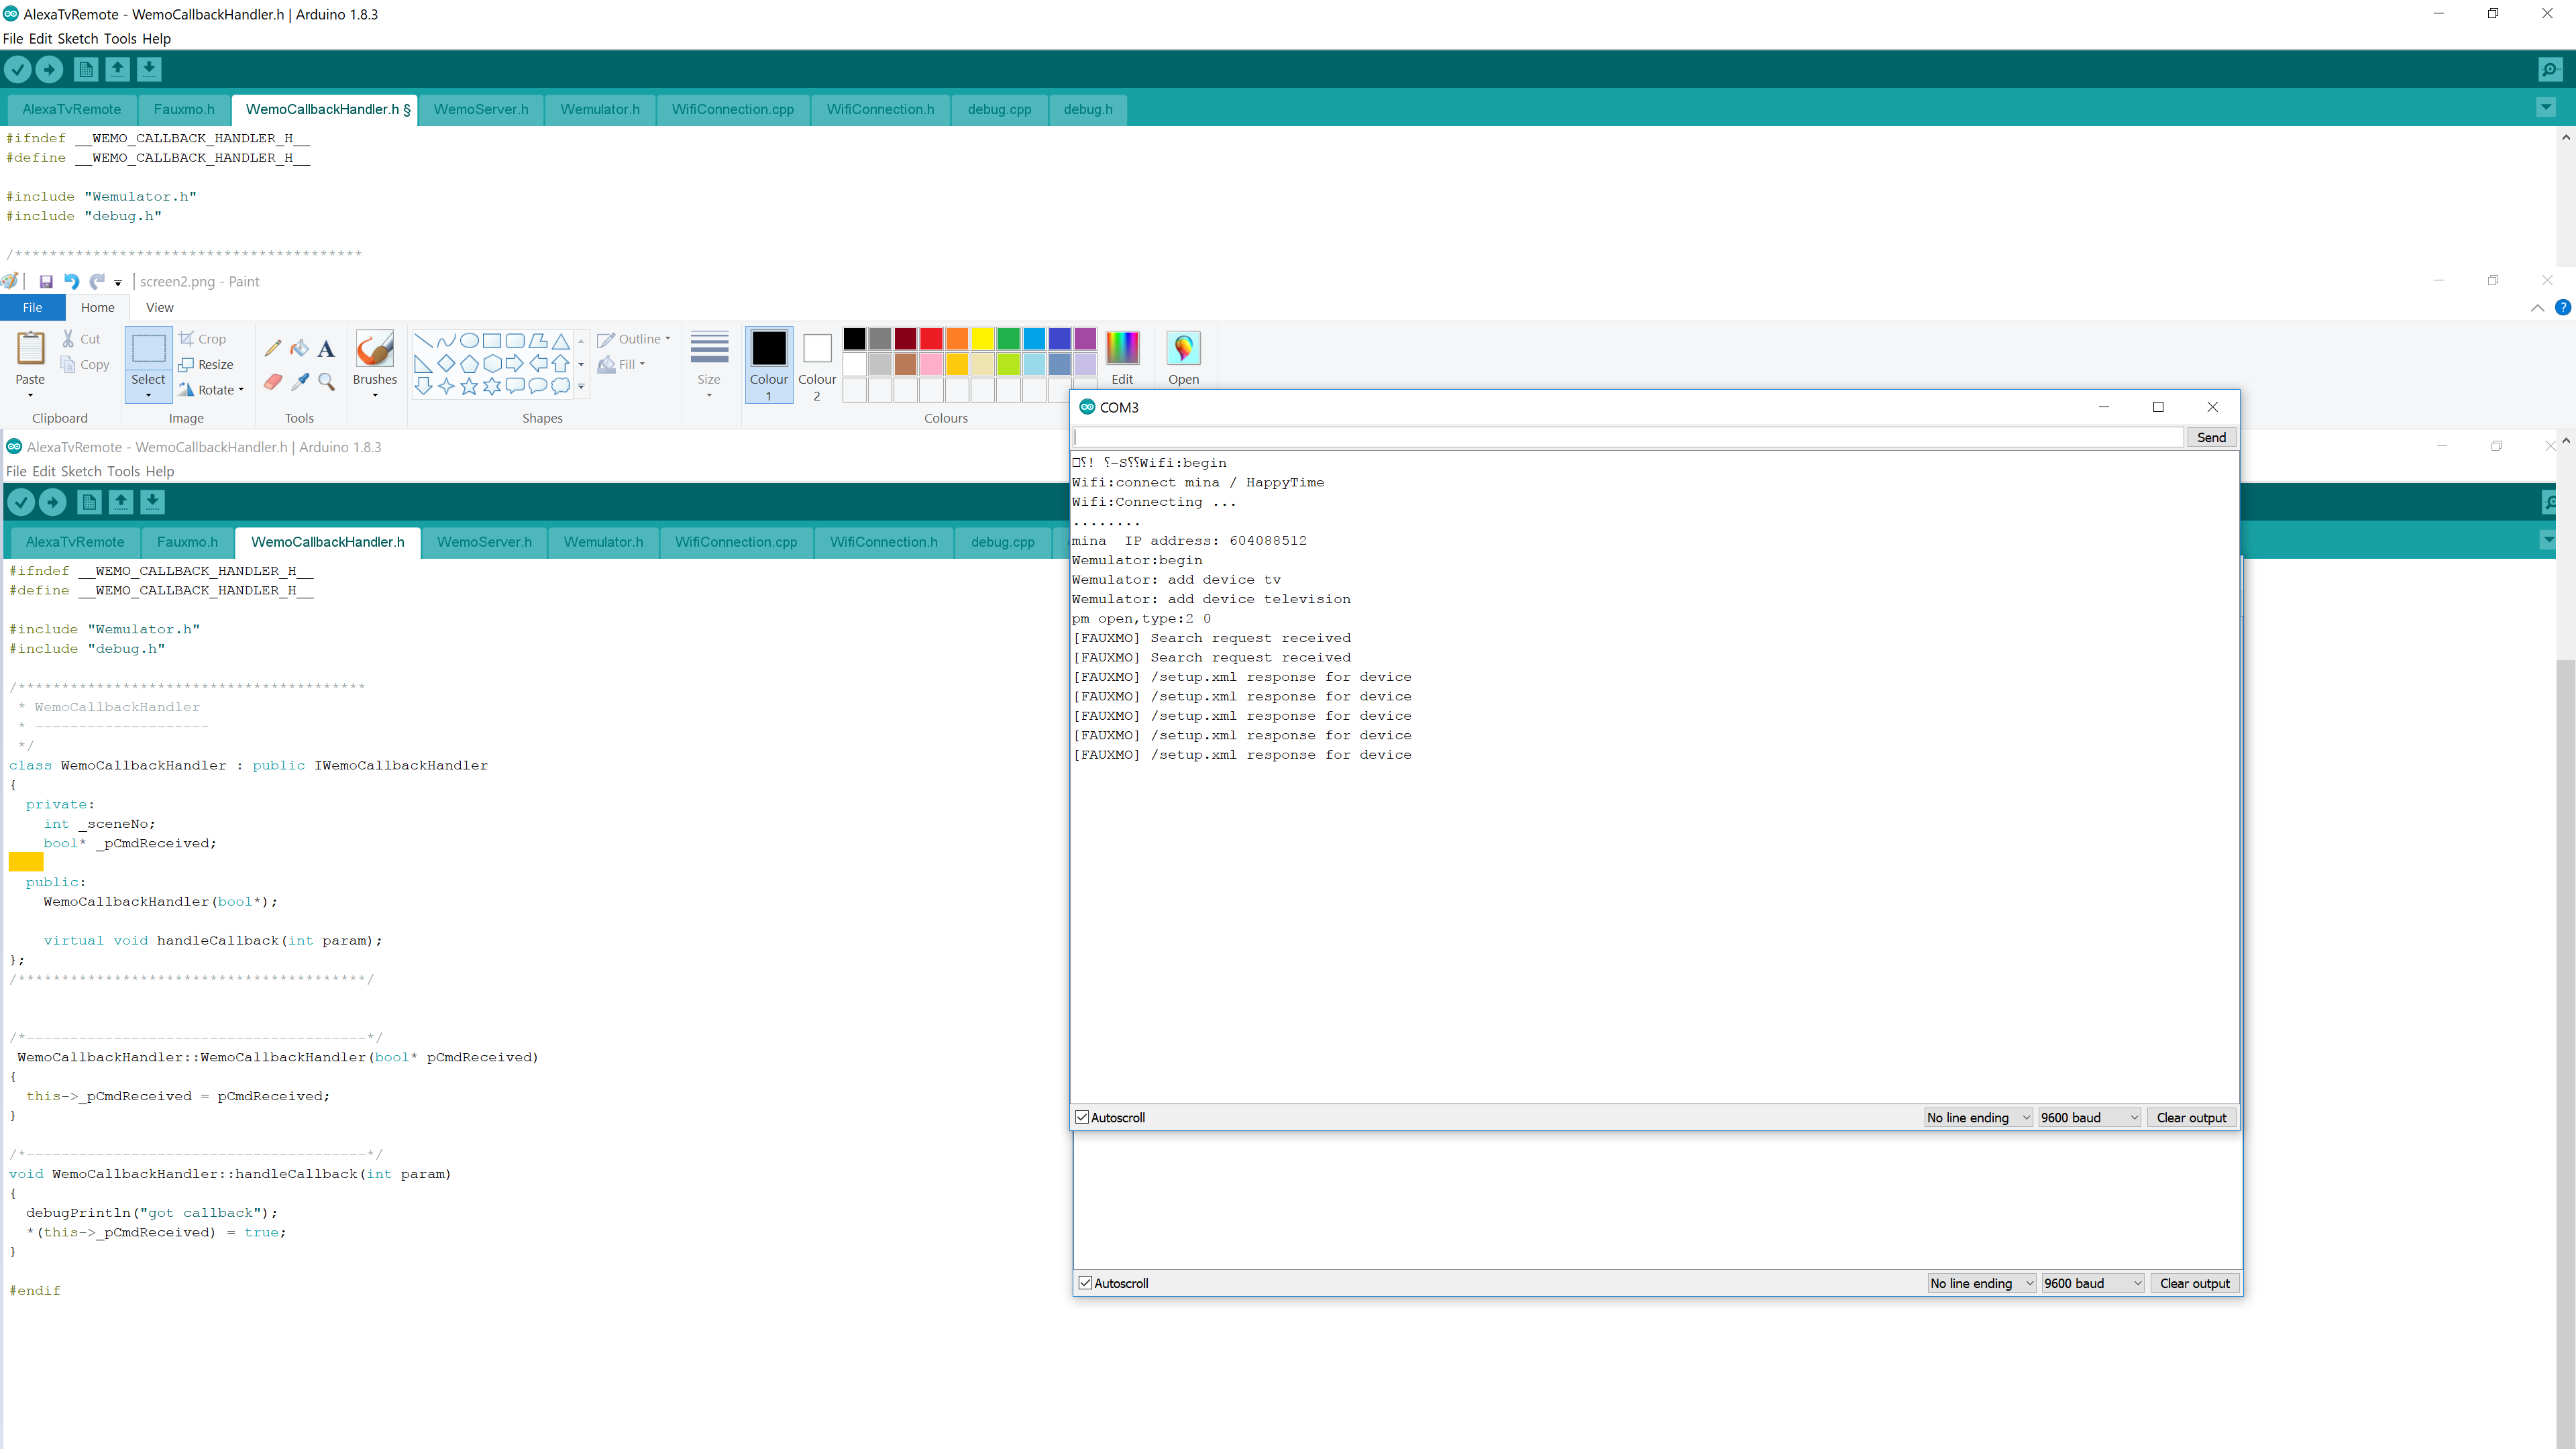 AlexaTvRemote - WemoCallbackHandler.h | Arduino 1.8.3
File Edit Sketch Tools Help
AlexaTvRemote Fauxmo.h WemoCallbackHandler.h § WemoServer.h Wemulator.h WifiConnection.cpp WifiConnection.h debug.cpp debug.h
#ifndef __WEMO_CALLBACK_HANDLER_H__
#define __WEMO_CALLBACK_HANDLER_H__
#include "Wemulator.h"
#include "debug.h"
/****************************************
screen2.png - Paint
File Home View
Paste Cut Copy Clipboard
Select Crop Resize Rotate Image
Tools
Brushes
Outline Fill Shapes
Size
Colour 1 Colour 2 Colours
Edit
Open
AlexaTvRemote - WemoCallbackHandler.h | Arduino 1.8.3
File Edit Sketch Tools Help
AlexaTvRemote Fauxmo.h WemoCallbackHandler.h WemoServer.h Wemulator.h WifiConnection.cpp WifiConnection.h debug.cpp
#ifndef __WEMO_CALLBACK_HANDLER_H__
#define __WEMO_CALLBACK_HANDLER_H__
#include "Wemulator.h"
#include "debug.h"
/****************************************
* WemoCallbackHandler
* --------------------
*/
class WemoCallbackHandler : public IWemoCallbackHandler
{
private:
int _sceneNo;
bool* _pCmdReceived;
public:
WemoCallbackHandler(bool*);
virtual void handleCallback(int param);
};
/****************************************/
/*---------------------------------------*/
WemoCallbackHandler::WemoCallbackHandler(bool* pCmdReceived)
{
this->_pCmdReceived = pCmdReceived;
}
/*---------------------------------------*/
void WemoCallbackHandler::handleCallback(int param)
{
debugPrintln("got callback");
*(this->_pCmdReceived) = true;
}
#endif
COM3
Send
□⸮! ⸮-S⸮⸮Wifi:begin
Wifi:connect mina / HappyTime
Wifi:Connecting ...
........
mina  IP address: 604088512
Wemulator:begin
Wemulator: add device tv
Wemulator: add device television
pm open,type:2 0
[FAUXMO] Search request received
[FAUXMO] Search request received
[FAUXMO] /setup.xml response for device
[FAUXMO] /setup.xml response for device
[FAUXMO] /setup.xml response for device
[FAUXMO] /setup.xml response for device
[FAUXMO] /setup.xml response for device
Autoscroll No line ending 9600 baud Clear output
Autoscroll No line ending 9600 baud Clear output